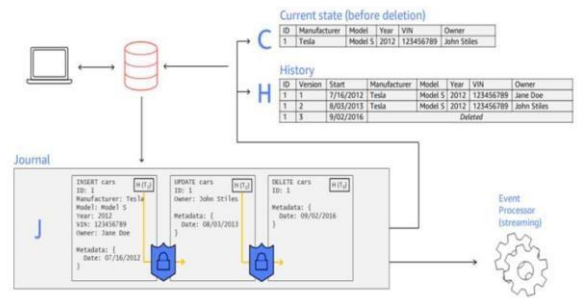 Current state (before deletion)
C
ID Manufacturer Model Year VIN Owner
1 Tesla Model S 2012 123456789 John Stiles
History
H
ID Version Start Manufacturer Model Year VIN Owner
1 1 7/16/2012 Tesla Model S 2012 123456789 Jane Doe
1 2 8/03/2013 Tesla Model S 2012 123456789 John Stiles
1 3 9/02/2016 Deleted
Journal
J
INSERT cars
ID: 1
Manufacturer: Tesla
Model: Model S
Year: 2012
VIN: 123456789
Owner: Jane Doe
Metadata: {
Date: 07/16/2012
}
UPDATE cars
ID: 1
Owner: John Stiles
Metadata: {
Date: 08/03/2013
}
DELETE cars
ID: 1
Metadata: {
Date: 09/02/2016
}
Event
Processor
(streaming)